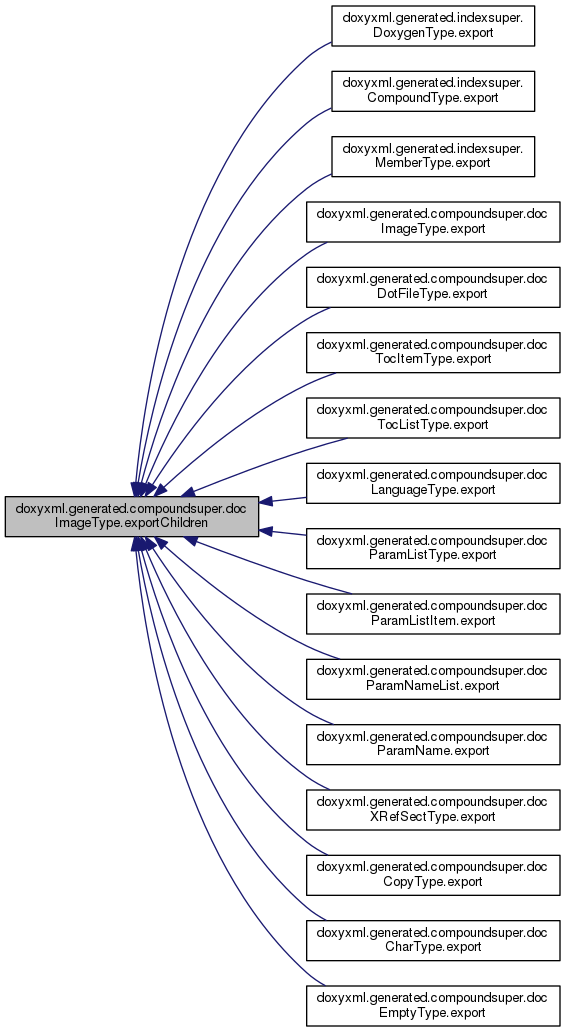 doxyxml.generated.indexsuper.
DoxygenType.export
doxyxml.generated.indexsuper.
CompoundType.export
doxyxml.generated.indexsuper.
MemberType.export
doxyxml.generated.compoundsuper.doc
ImageType.export
doxyxml.generated.compoundsuper.doc
DotFileType.export
doxyxml.generated.compoundsuper.doc
TocItemType.export
doxyxml.generated.compoundsuper.doc
TocListType.export
doxyxml.generated.compoundsuper.doc
LanguageType.export
doxyxml.generated.compoundsuper.doc
ImageType.exportChildren
doxyxml.generated.compoundsuper.doc
ParamListType.export
doxyxml.generated.compoundsuper.doc
ParamListItem.export
doxyxml.generated.compoundsuper.doc
ParamNameList.export
doxyxml.generated.compoundsuper.doc
ParamName.export
doxyxml.generated.compoundsuper.doc
XRefSectType.export
doxyxml.generated.compoundsuper.doc
CopyType.export
doxyxml.generated.compoundsuper.doc
CharType.export
doxyxml.generated.compoundsuper.doc
EmptyType.export